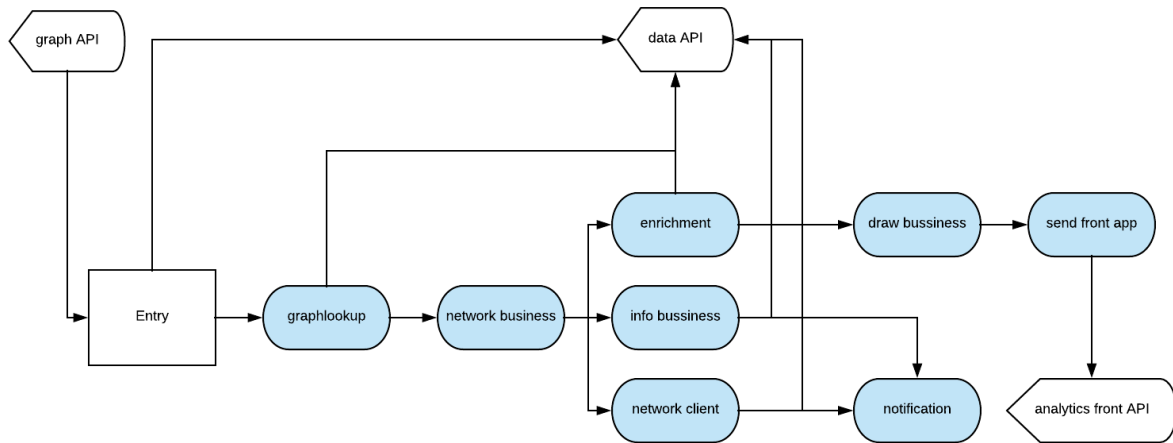 graph API
data API
enrichment
draw bussiness
send front app
Entry
graphlookup
network business
info bussiness
network client
notification
analytics front API